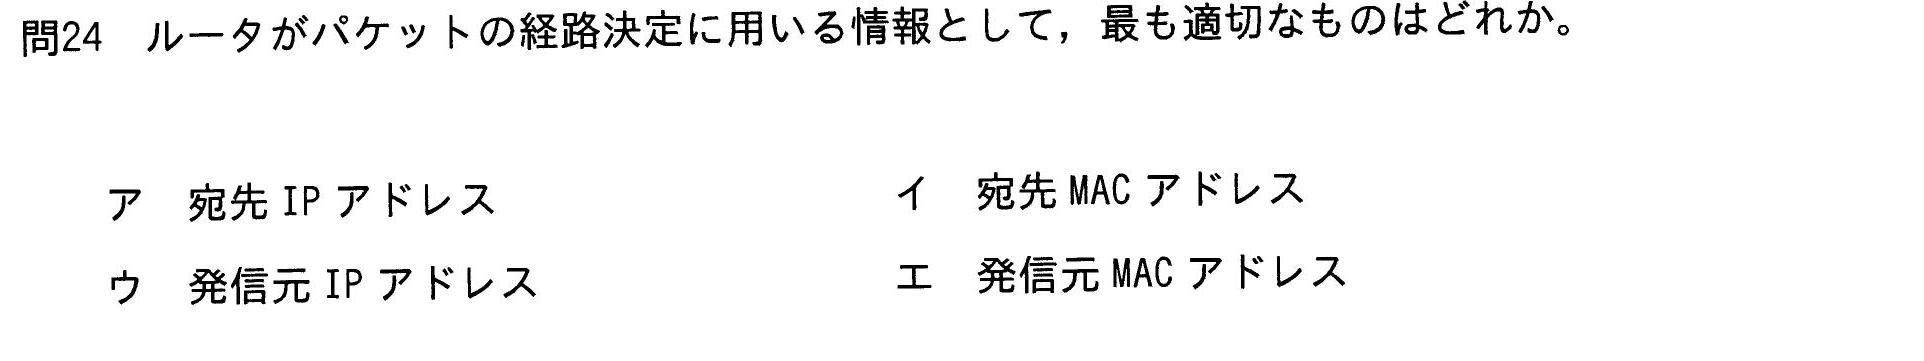 問24 ルータがパケットの経路決定に用いる情報として，最も適切なものはどれか。
ア 宛先 IP アドレス イ 宛先 MAC アドレス
ウ 発信元 IP アドレス エ 発信元 MAC アドレス